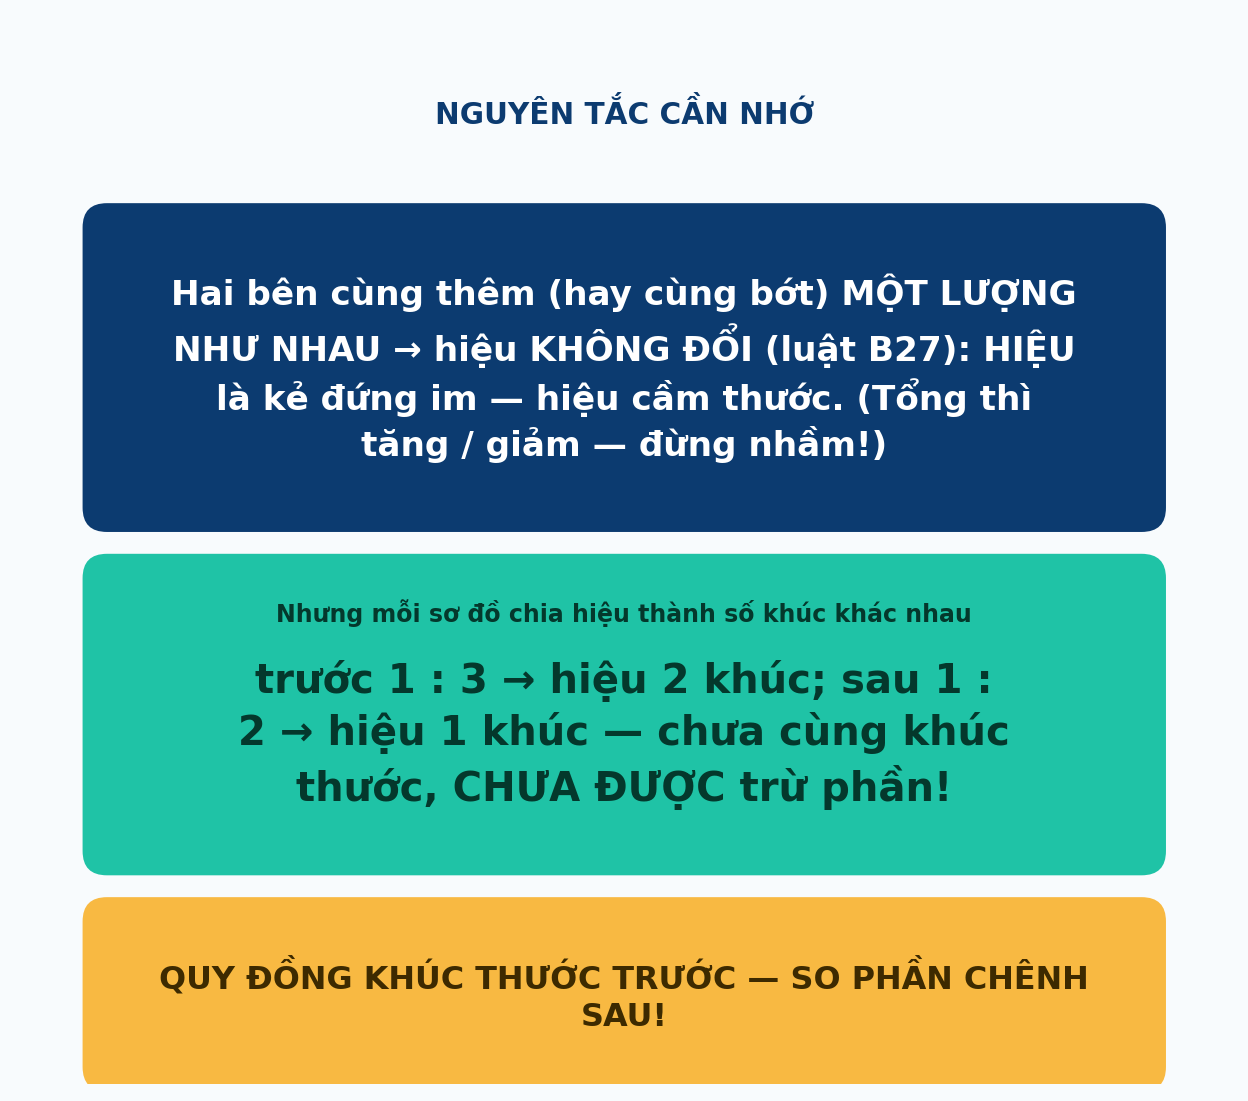 NGUYÊN TẮC CẦN NHỚ
Hai bên cùng thêm (hay cùng bớt) MỘT LƯỢNG
NHƯ NHAU → hiệu KHÔNG ĐỔI (luật B27): HIỆU
là kẻ đứng im — hiệu cầm thước. (Tổng thì
tăng / giảm — đừng nhầm!)
Nhưng mỗi sơ đồ chia hiệu thành số khúc khác nhau
trước 1 : 3 → hiệu 2 khúc; sau 1 :
2 → hiệu 1 khúc — chưa cùng khúc
thước, CHƯA ĐƯỢC trừ phần!
QUY ĐỒNG KHÚC THƯỚC TRƯỚC — SO PHẦN CHÊNH
SAU!